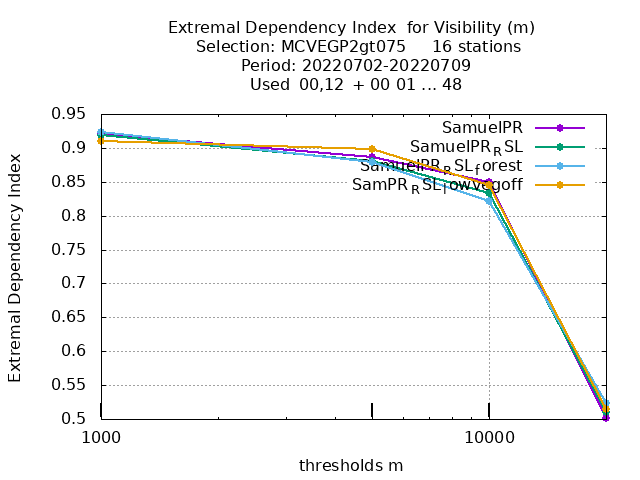 Extremal Dependency Index for Visibility (m)
Selection: MCVEGP2gt075 16 stations
Period: 20220702-20220709
Used 00,12 + 00 01 ... 48
0.95
0.9
0.85
0.8
0.75
0.7
0.65
0.6
0.55
0.5
Extremal Dependency Index
SamuelPR
SamuelPR_RSL
SamuelPR_RSL_forest
SamPR_RSL_lowvegoff
1000
10000
thresholds m